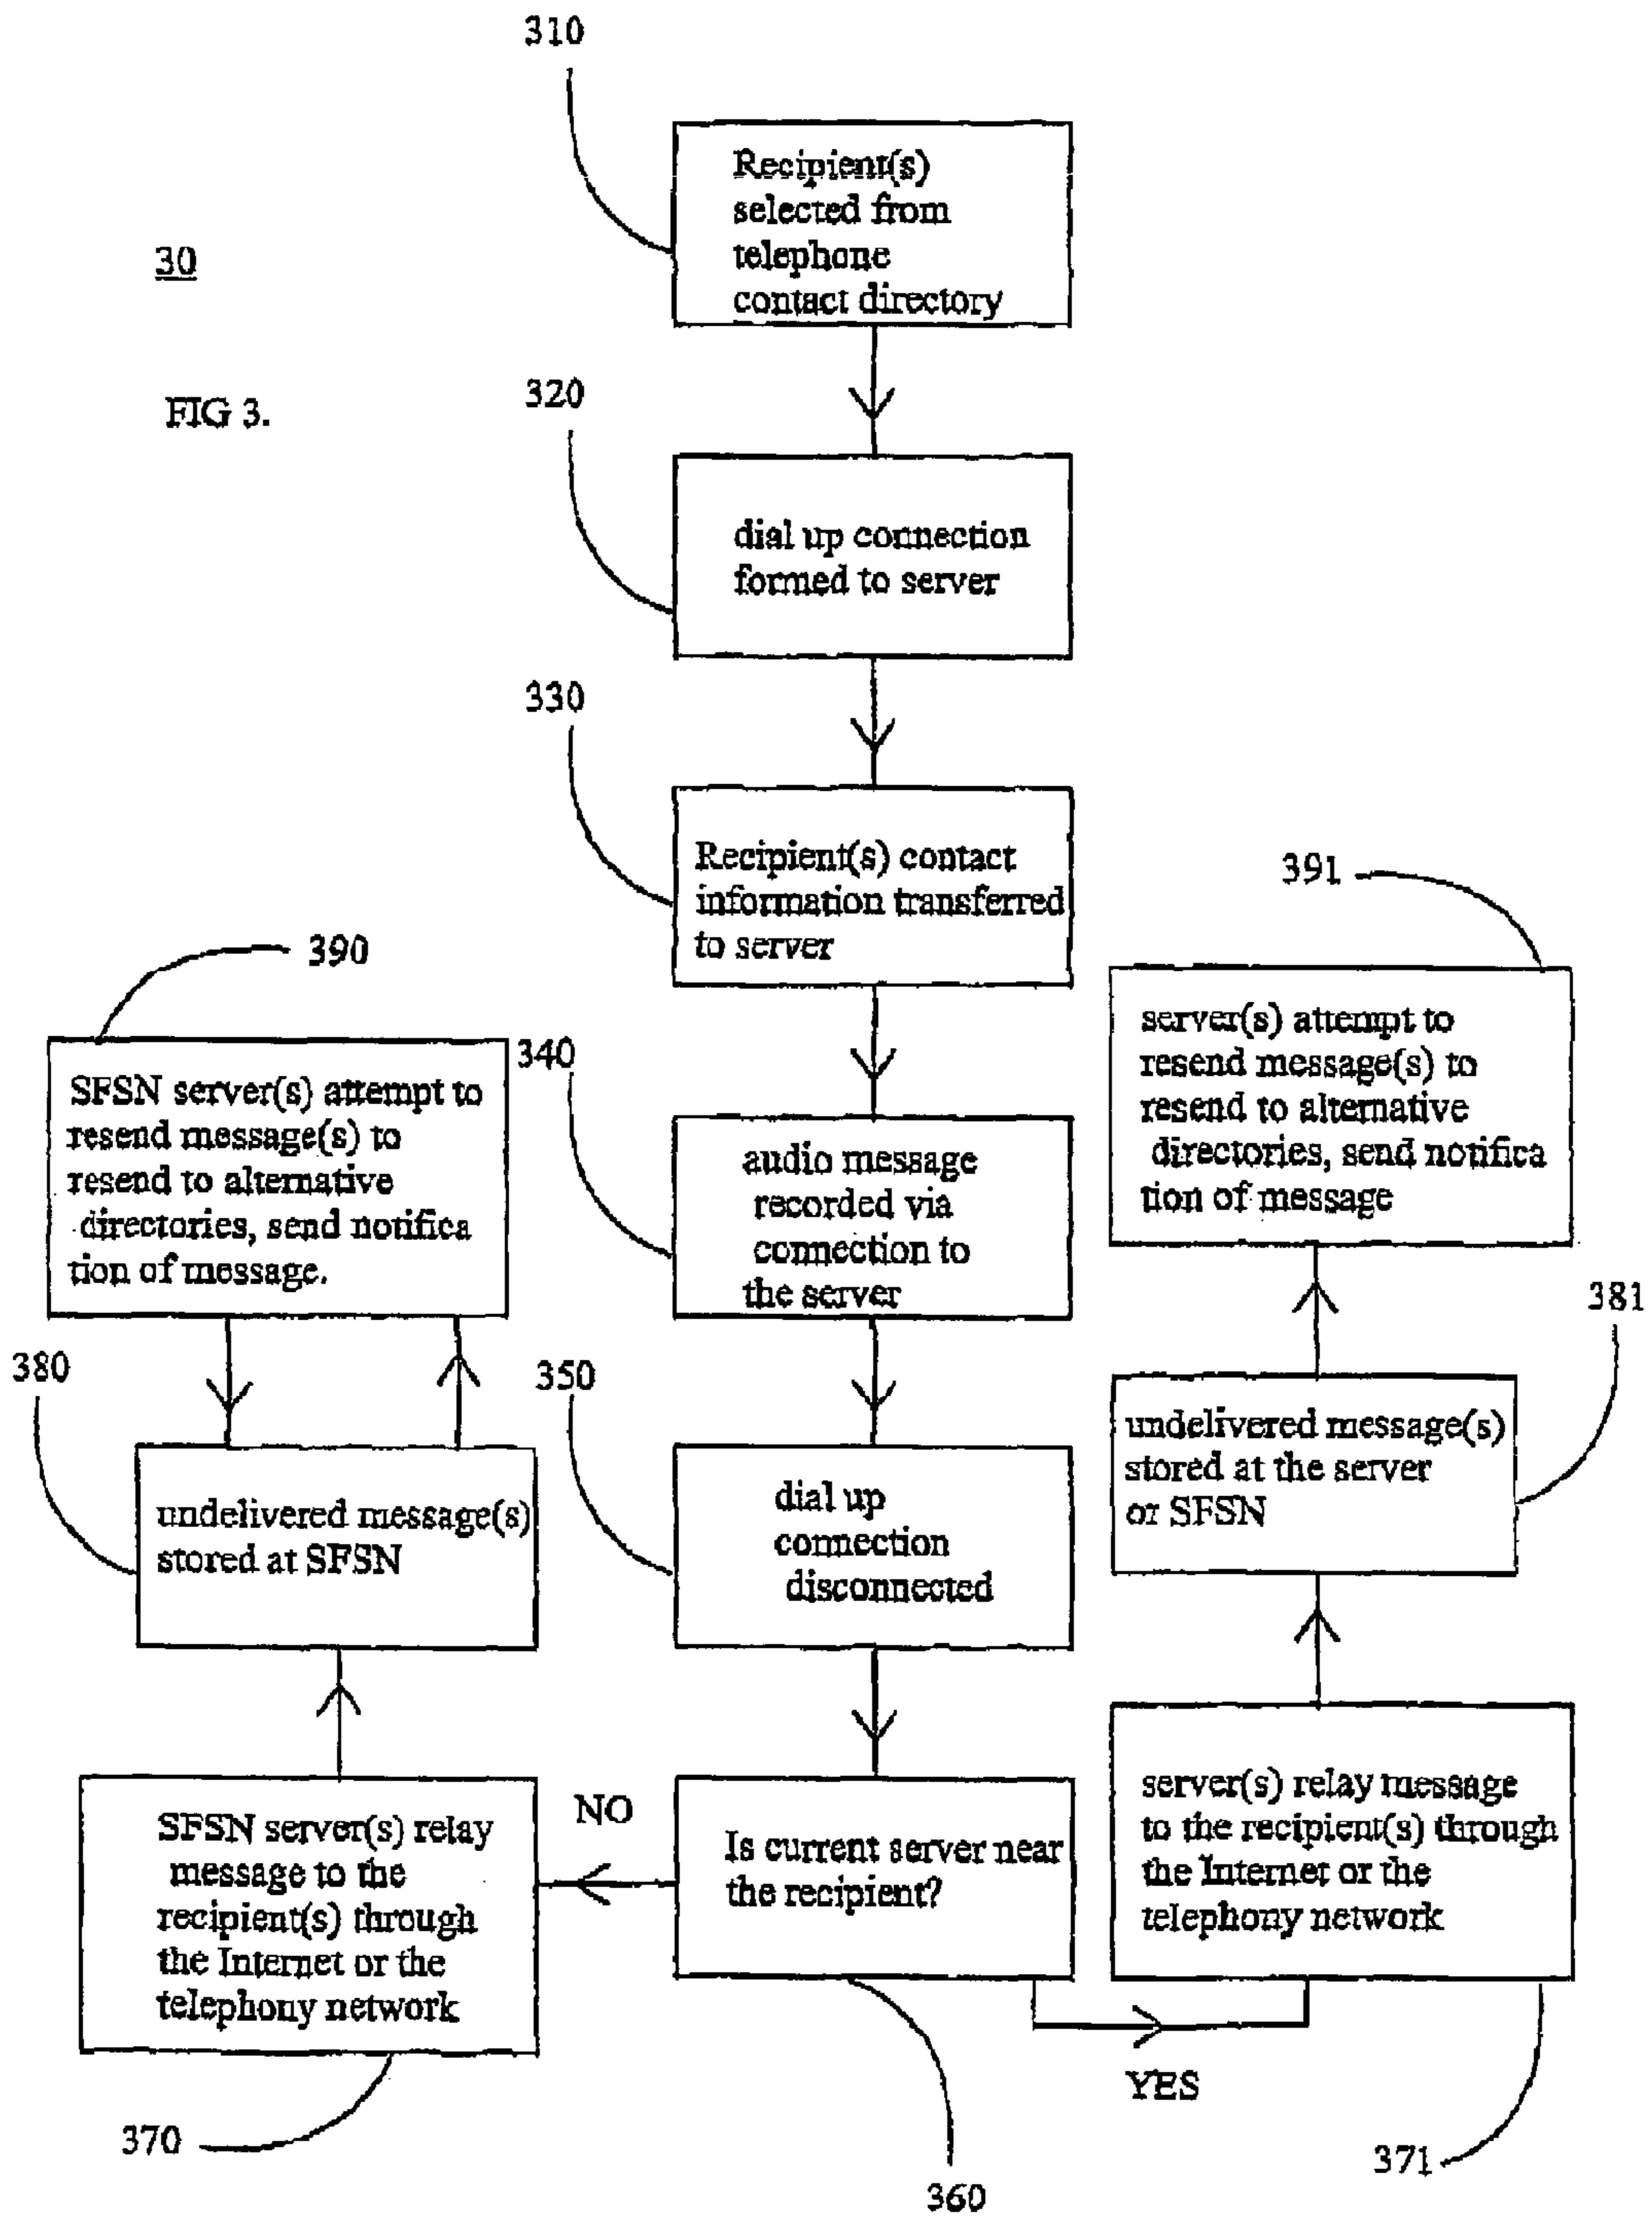 310
Recipient(s)
selected from
telephone
contact directory
30
FIG 3.
320
dial up connection
formed to server
330
Recipient(s) contact
information transferred
to server
340
audio message
recorded via
connection to
the server
350
dial up
connection
disconnected
Is current server near
the recipient?
360
NO
SFSN server(s) relay
message to the
recipient(s) through
the Internet or the
telephony network
370
380
undelivered message(s)
stored at SFSN
390
SFSN server(s) attempt to
resend message(s) to
resend to alternative
directories, send notifica
tion of message.
YES
server(s) relay message
to the recipient(s) through
the Internet or the
telephony network
371
381
undelivered message(s)
stored at the server
or SFSN
391
server(s) attempt to
resend message(s) to
resend to alternative
directories, send notifica
tion of message